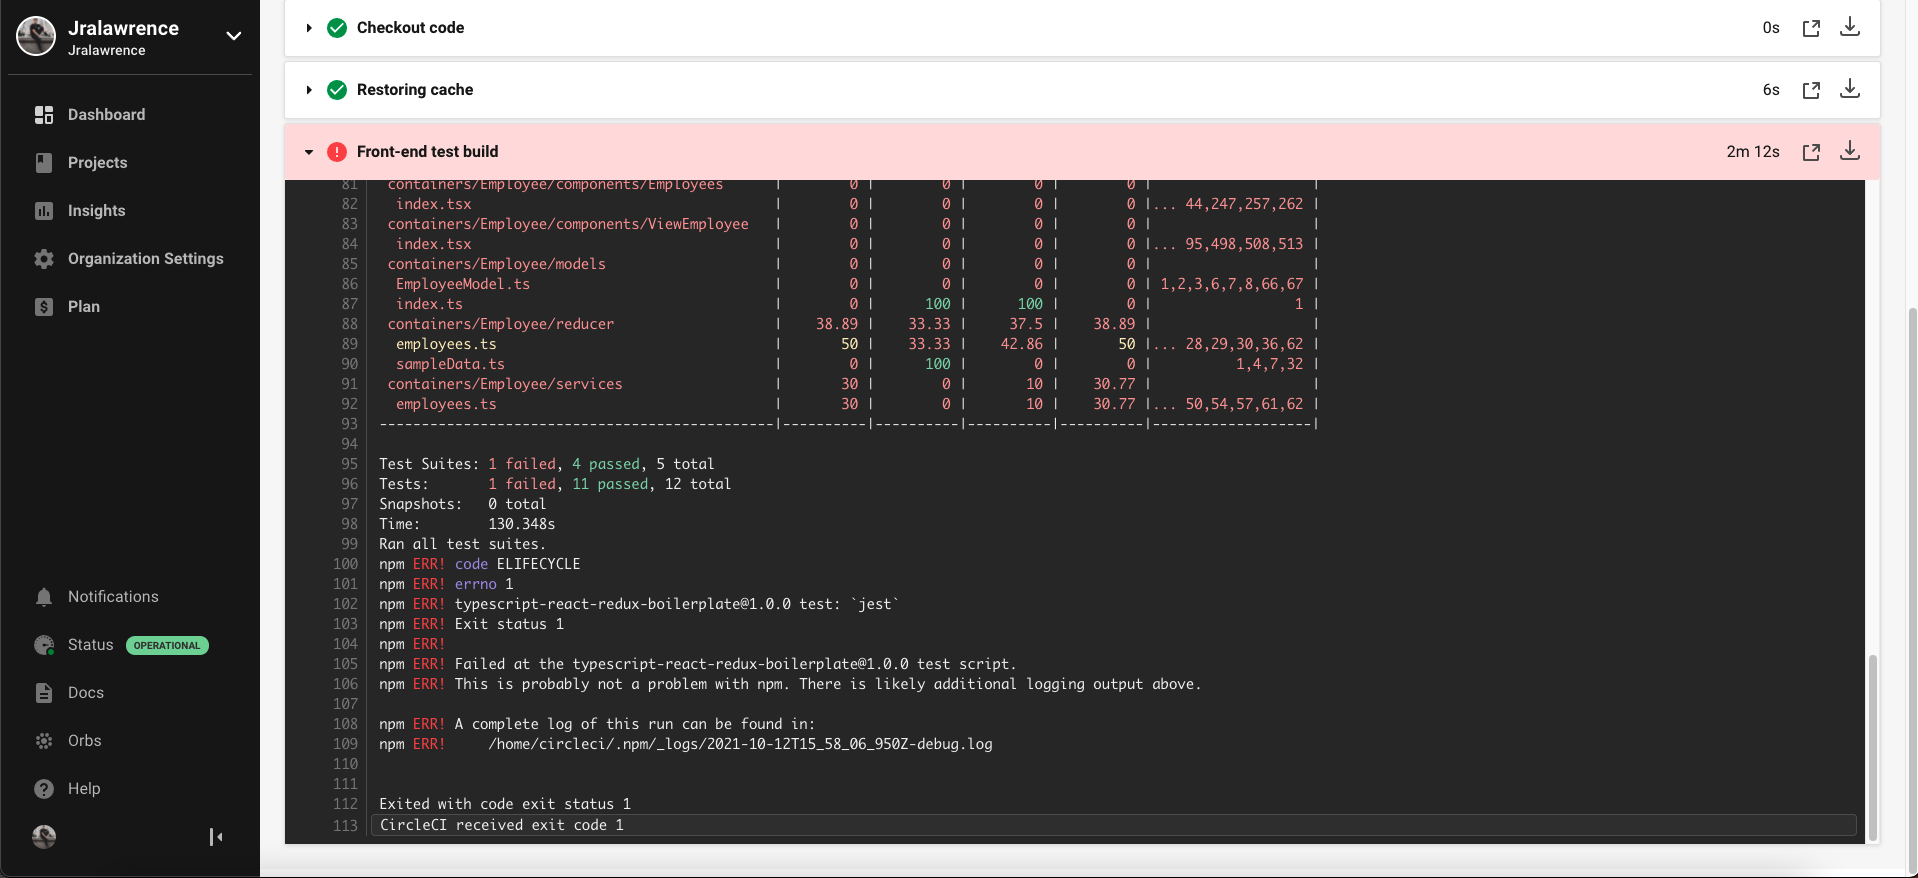 Jralawrence
Jralawrence
Dashboard
Projects
Insights
Organization Settings
Plan
Notifications
Status OPERATIONAL
Docs
Orbs
Help
Checkout code 0s
Restoring cache 6s
Front-end test build 2m 12s
81 containers/Employee/components/Employees | 0 | 0 | 0 | 0 | |
82 index.tsx | 0 | 0 | 0 | 0 |... 44,247,257,262 |
83 containers/Employee/components/ViewEmployee | 0 | 0 | 0 | 0 | |
84 index.tsx | 0 | 0 | 0 | 0 |... 95,498,508,513 |
85 containers/Employee/models | 0 | 0 | 0 | 0 | |
86 EmployeeModel.ts | 0 | 0 | 0 | 0 | 1,2,3,6,7,8,66,67 |
87 index.ts | 0 | 100 | 100 | 0 | 1 |
88 containers/Employee/reducer | 38.89 | 33.33 | 37.5 | 38.89 | |
89 employees.ts | 50 | 33.33 | 42.86 | 50 |... 28,29,30,36,62 |
90 sampleData.ts | 0 | 100 | 0 | 0 | 1,4,7,32 |
91 containers/Employee/services | 30 | 0 | 10 | 30.77 | |
92 employees.ts | 30 | 0 | 10 | 30.77 |... 50,54,57,61,62 |
93 -----------------------------------------------|----------|----------|----------|----------|-------------------|
94
95 Test Suites: 1 failed, 4 passed, 5 total
96 Tests: 1 failed, 11 passed, 12 total
97 Snapshots: 0 total
98 Time: 130.348s
99 Ran all test suites.
100 npm ERR! code ELIFECYCLE
101 npm ERR! errno 1
102 npm ERR! typescript-react-redux-boilerplate@1.0.0 test: `jest`
103 npm ERR! Exit status 1
104 npm ERR!
105 npm ERR! Failed at the typescript-react-redux-boilerplate@1.0.0 test script.
106 npm ERR! This is probably not a problem with npm. There is likely additional logging output above.
107
108 npm ERR! A complete log of this run can be found in:
109 npm ERR! /home/circleci/.npm/_logs/2021-10-12T15_58_06_950Z-debug.log
110
111
112 Exited with code exit status 1
113 CircleCI received exit code 1